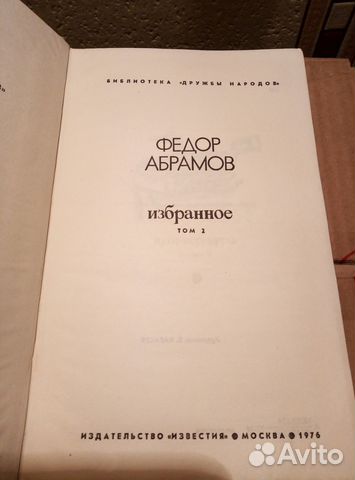 БИБЛИОТЕКА «ДРУЖБЫ НАРОДОВ»
ФЕДОР
АБРАМОВ
избранное
ТОМ 2
ИЗДАТЕЛЬСТВО «ИЗВЕСТИЯ» ● МОСКВА ● 1976
Avito